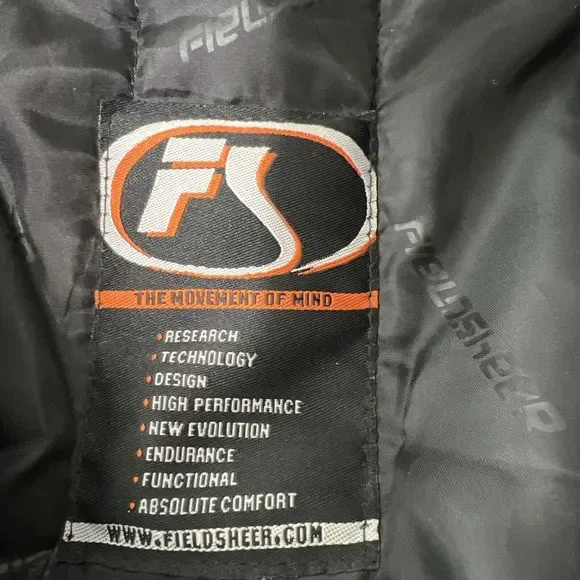 FIELDSHEER
FS
THE MOVEMENT OF MIND
• RESEARCH
• TECHNOLOGY
• DESIGN
• HIGH PERFORMANCE
• NEW EVOLUTION
• ENDURANCE
• FUNCTIONAL
• ABSOLUTE COMFORT
WWW.FIELDSHEER.COM